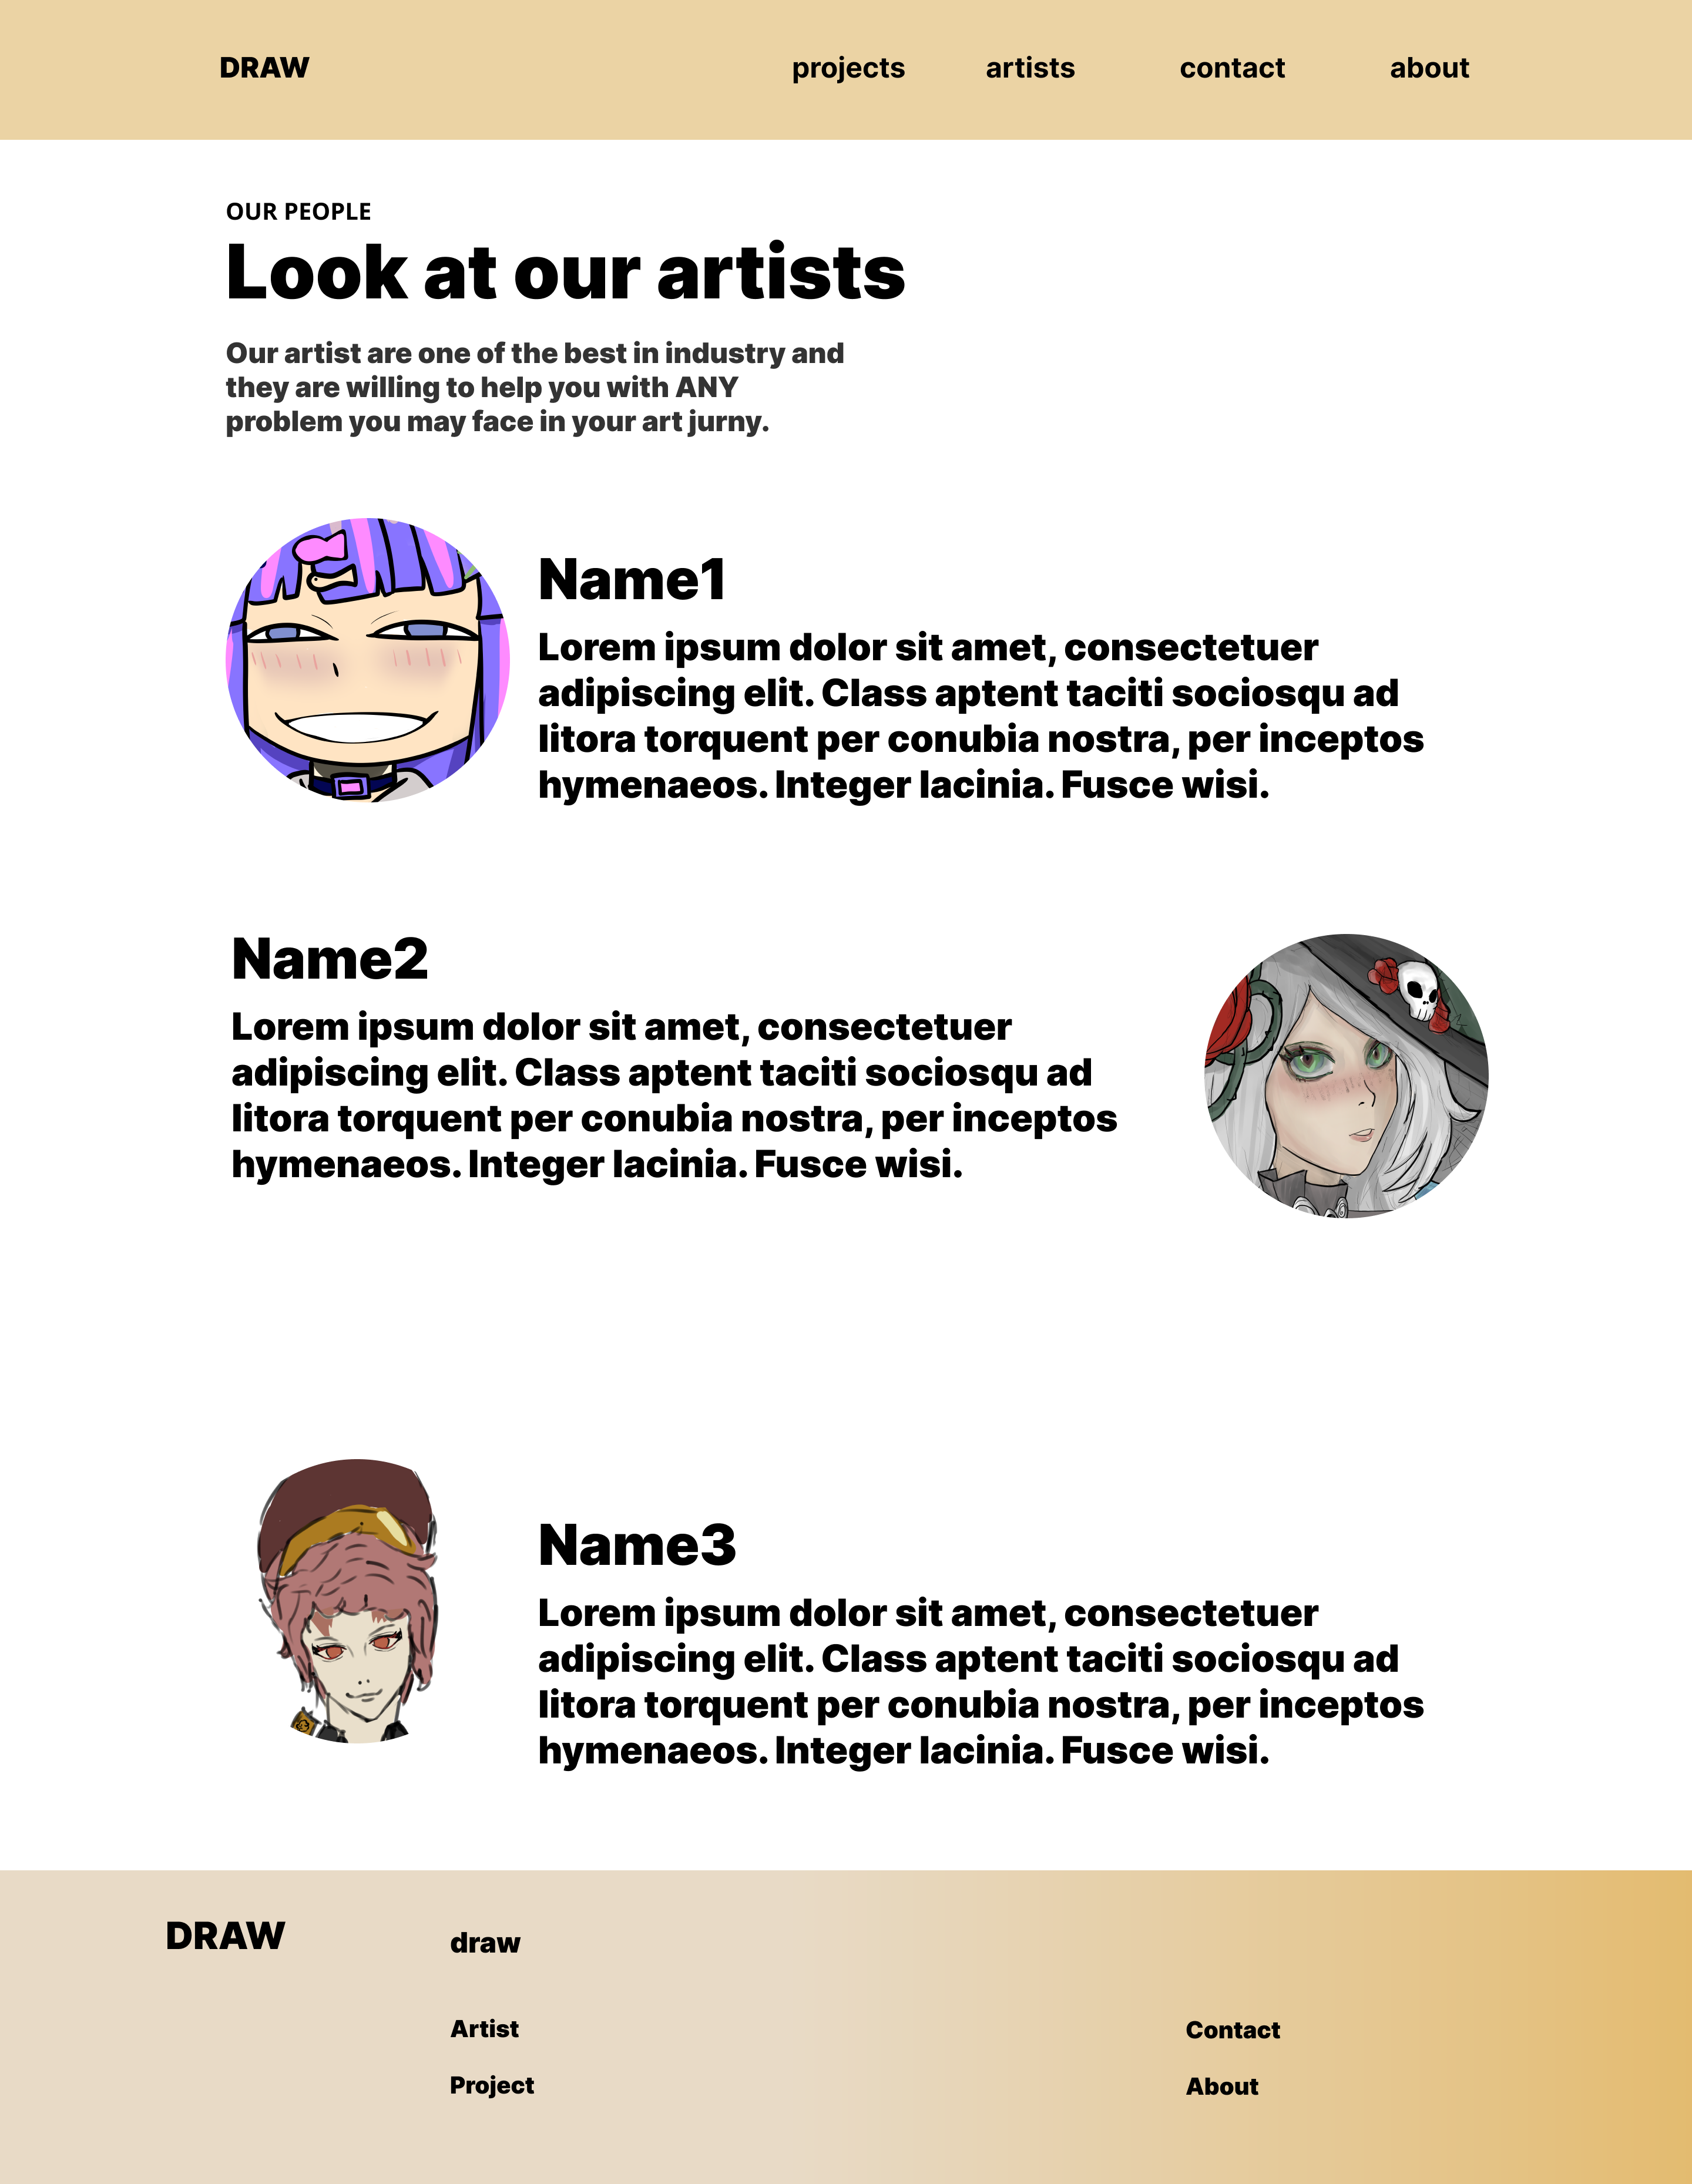 DRAW projects artists contact about
OUR PEOPLE
Look at our artists
Our artist are one of the best in industry and
they are willing to help you with ANY
problem you may face in your art jurny.
Name1
Lorem ipsum dolor sit amet, consectetuer
adipiscing elit. Class aptent taciti sociosqu ad
litora torquent per conubia nostra, per inceptos
hymenaeos. Integer lacinia. Fusce wisi.
Name2
Lorem ipsum dolor sit amet, consectetuer
adipiscing elit. Class aptent taciti sociosqu ad
litora torquent per conubia nostra, per inceptos
hymenaeos. Integer lacinia. Fusce wisi.
Name3
Lorem ipsum dolor sit amet, consectetuer
adipiscing elit. Class aptent taciti sociosqu ad
litora torquent per conubia nostra, per inceptos
hymenaeos. Integer lacinia. Fusce wisi.
DRAW
draw
Artist
Project
Contact
About